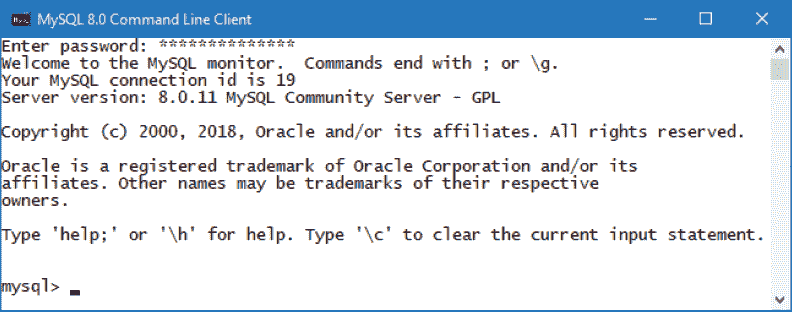 MySQL 8.0 Command Line Client
Enter password: **************
Welcome to the MySQL monitor.  Commands end with ; or \g.
Your MySQL connection id is 19
Server version: 8.0.11 MySQL Community Server - GPL
Copyright (c) 2000, 2018, Oracle and/or its affiliates. All rights reserved.
Oracle is a registered trademark of Oracle Corporation and/or its
affiliates. Other names may be trademarks of their respective
owners.
Type 'help;' or '\h' for help. Type '\c' to clear the current input statement.
mysql> _